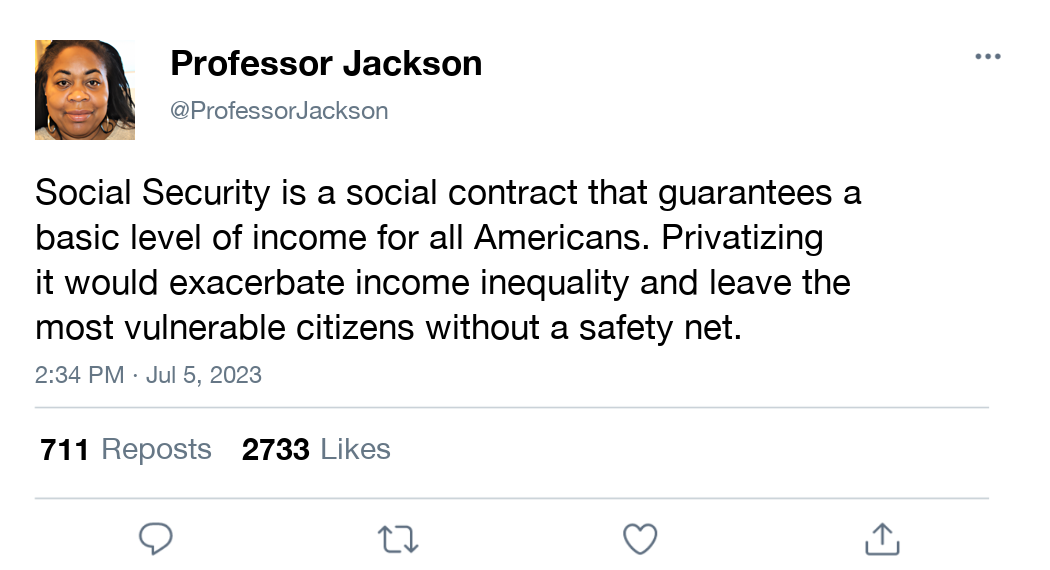 Professor Jackson
@ProfessorJackson
Social Security is a social contract that guarantees a
basic level of income for all Americans. Privatizing
it would exacerbate income inequality and leave the
most vulnerable citizens without a safety net.
2:34 PM · Jul 5, 2023
711 Reposts 2733 Likes